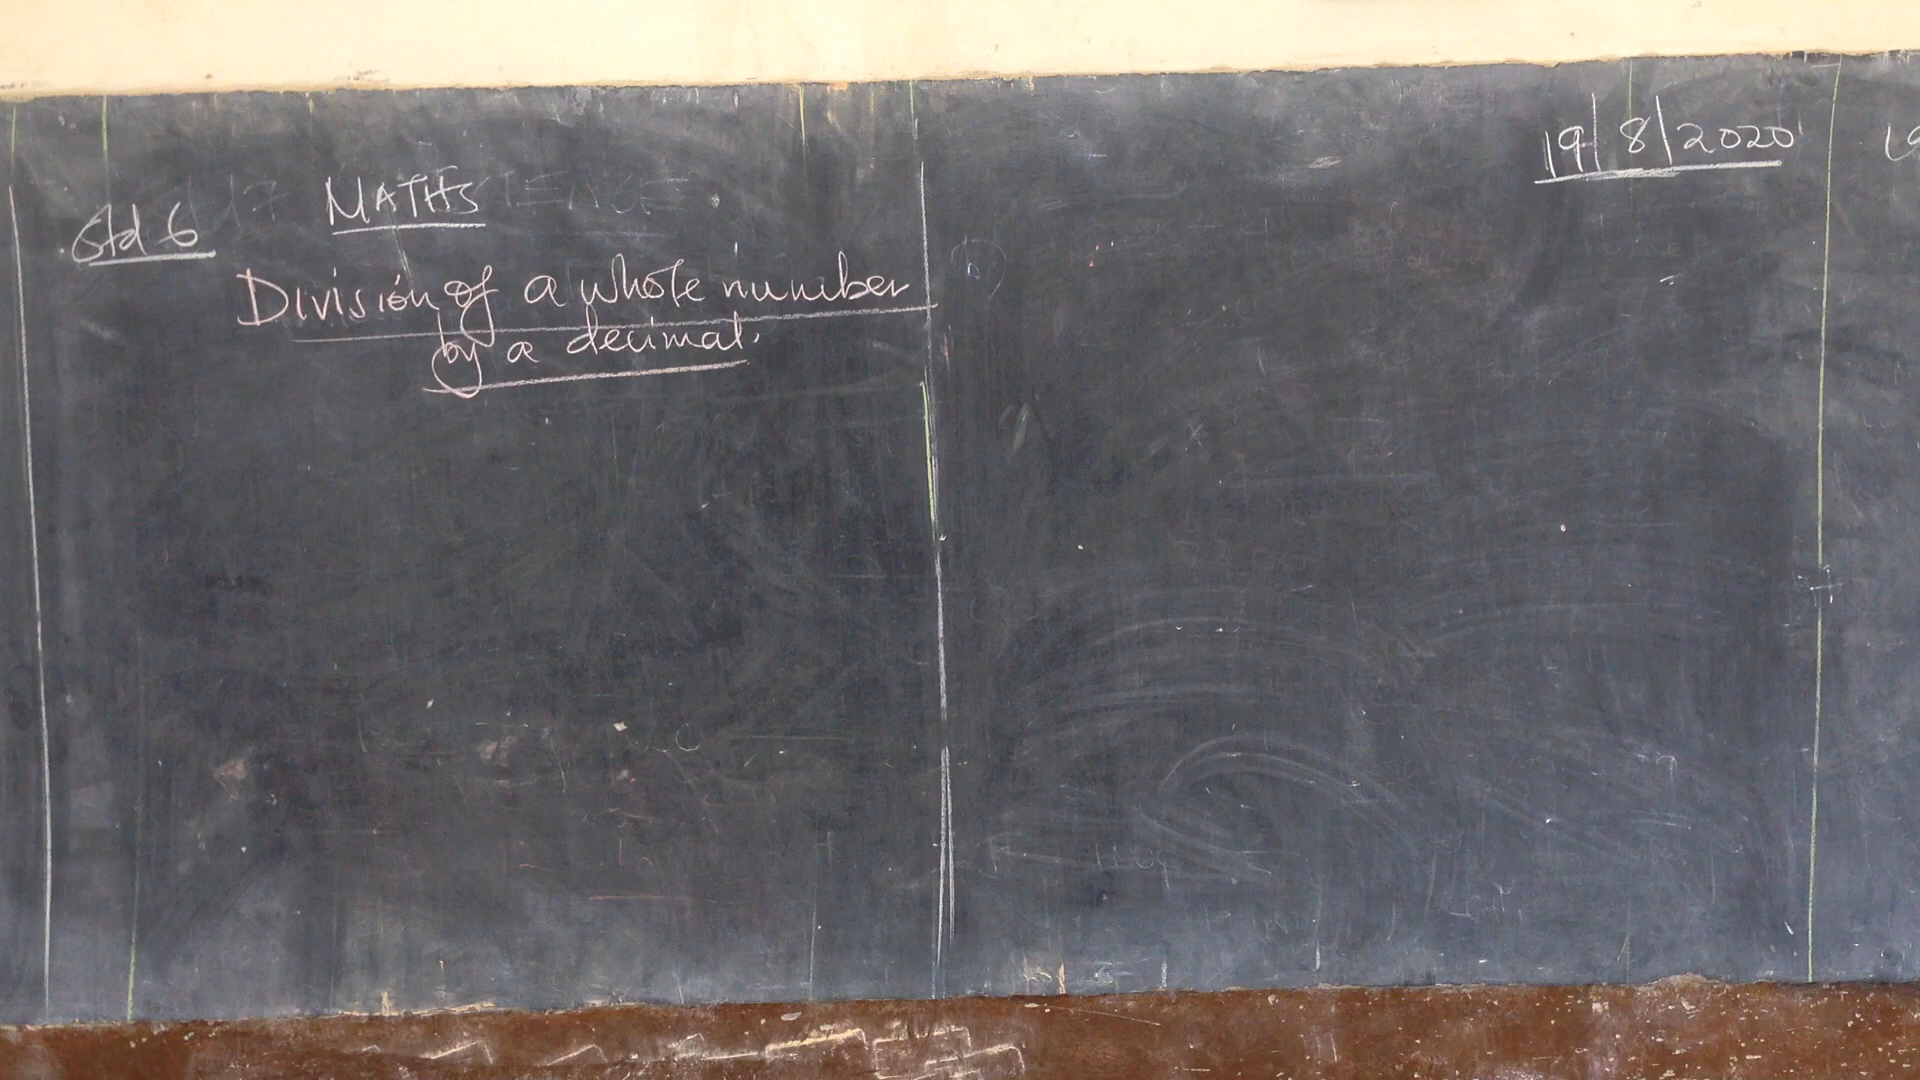 19/8/2020
Std 6 MATHS
Division of a whole number
by a decimal.